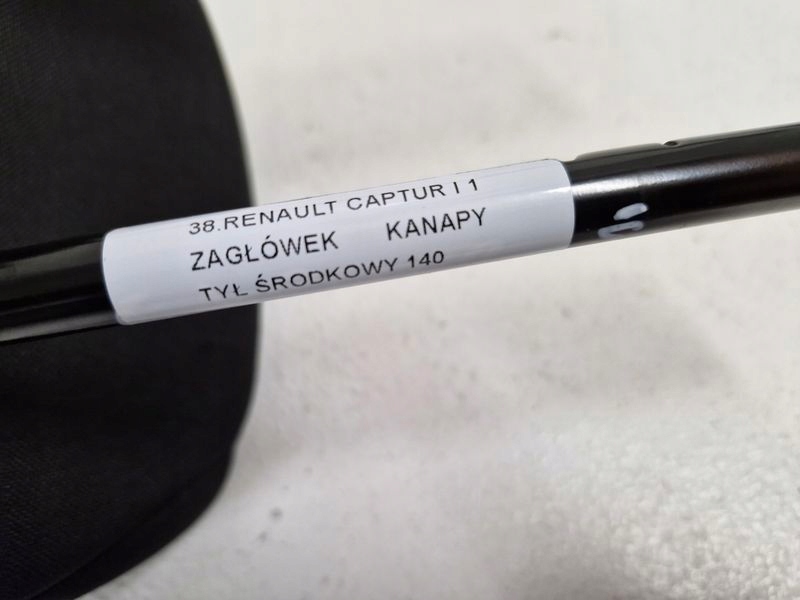 38.RENAULT CAPTUR I 1
ZAGŁÓWEK KANAPY
TYŁ ŚRODKOWY 140